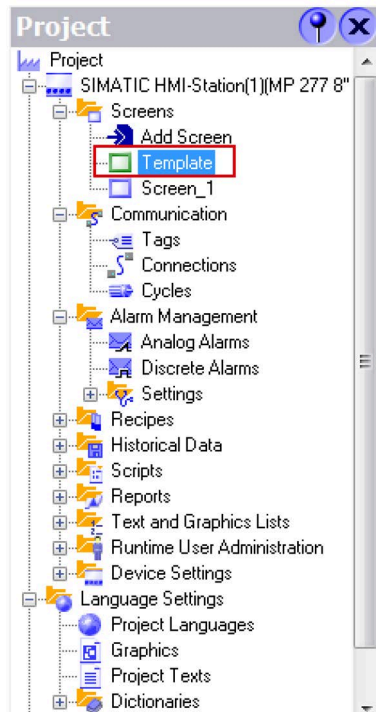 Project
Project
SIMATIC HMI-Station(1)(MP 277 8"
Screens
Add Screen
Template
Screen_1
Communication
Tags
Connections
Cycles
Alarm Management
Analog Alarms
Discrete Alarms
Settings
Recipes
Historical Data
Scripts
Reports
Text and Graphics Lists
Runtime User Administration
Device Settings
Language Settings
Project Languages
Graphics
Project Texts
Dictionaries